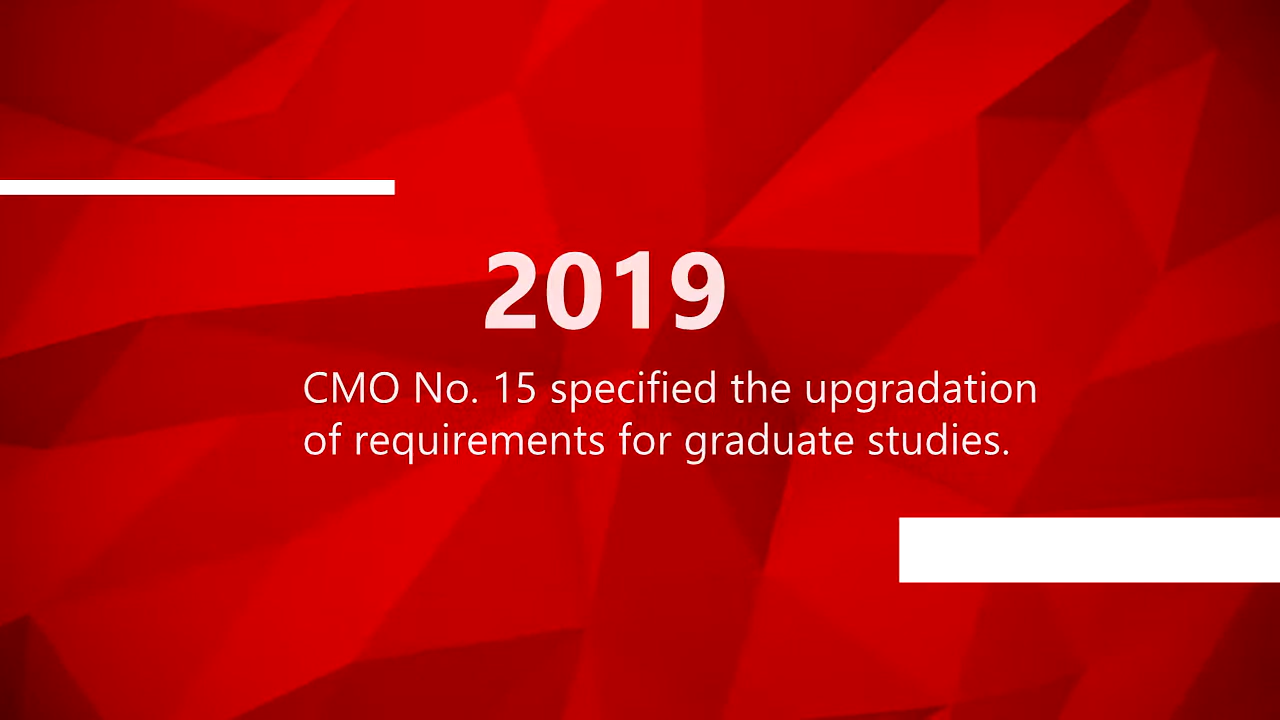 2019
CMO No. 15 specified the upgradation
of requirements for graduate studies.